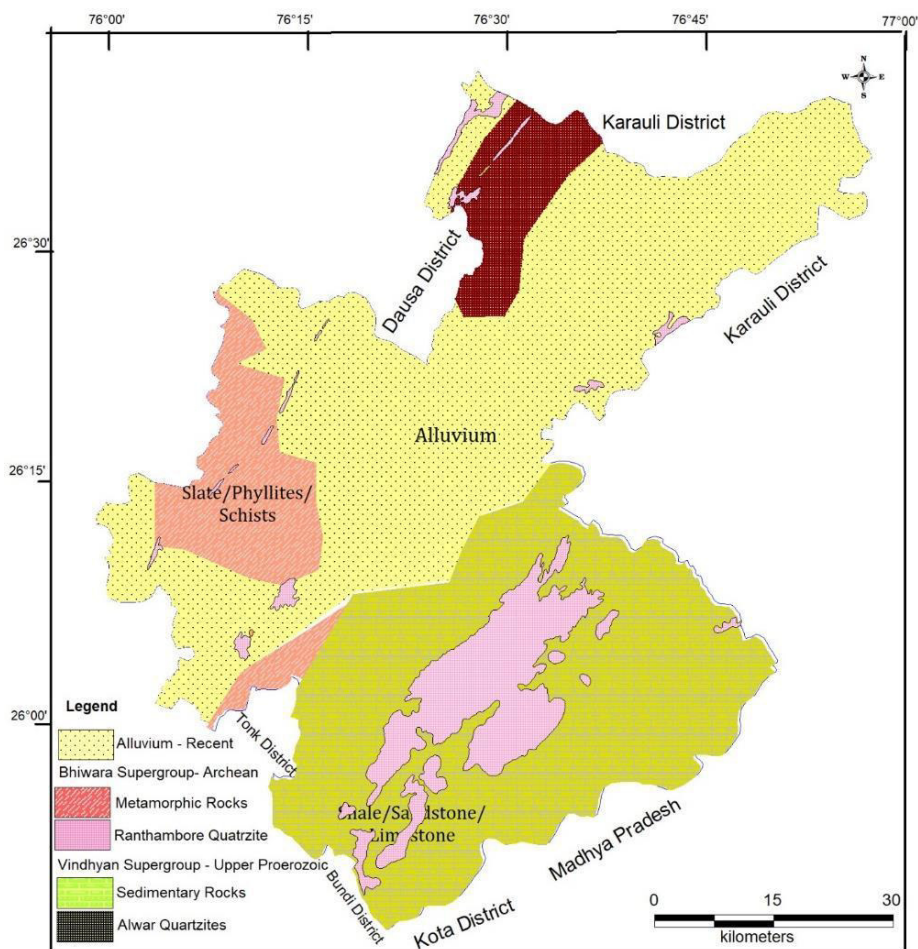 76°00' 76°15' 76°30' 76°45' 77°00'
N
W E
S
Karauli District
26°30'
Dausa District
Karauli District
Alluvium
26°15'
Slate/Phyllites/
Schists
26°00'
Legend
Tonk District
Alluvium - Recent
Bhiwara Supergroup- Archean
Metamorphic Rocks
Ranthambore Quatrzite
Shale/Sandstone/
Limestone
Madhya Pradesh
Vindhyan Supergroup - Upper Proerozoic
Bundi District
Sedimentary Rocks
Kota District
Alwar Quartzites
0 15 30
kilometers